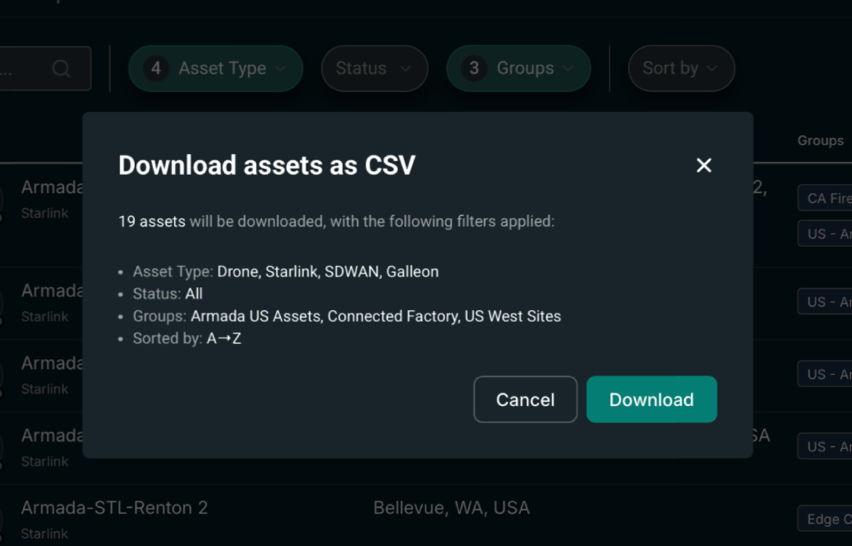 ...
4 Asset Type
Status
3 Groups
Sort by
Groups
Download assets as CSV
19 assets will be downloaded, with the following filters applied:
• Asset Type: Drone, Starlink, SDWAN, Galleon
• Status: All
• Groups: Armada US Assets, Connected Factory, US West Sites
• Sorted by: A→Z
Cancel
Download
Armada
2,
CA Fire
Starlink
US - Ar
Armada
US - Ar
Starlink
Armada
US - Ar
Starlink
Armada
SA
US - Ar
Starlink
Armada-STL-Renton 2
Bellevue, WA, USA
Edge C
Starlink